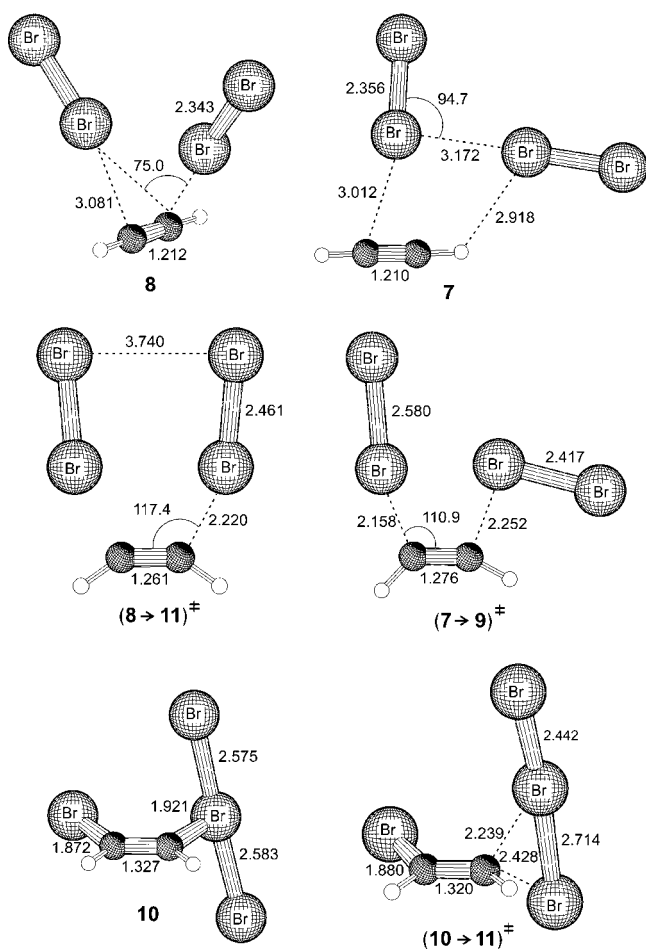 Br
Br
Br
Br
2.343
75.0
3.081
1.212
8
Br
2.356
94.7
Br
3.172
Br
Br
3.012
2.918
1.210
7
Br
3.740
Br
2.461
Br
Br
117.4
2.220
1.261
(8 → 11)‡
Br
2.580
2.417
Br
Br
Br
2.158
110.9
2.252
1.276
(7 → 9)‡
Br
2.575
Br
1.921
Br
1.872
1.327
2.583
Br
10
Br
2.442
Br
2.239
Br
2.714
2.428
1.880
1.320
Br
(10 → 11)‡